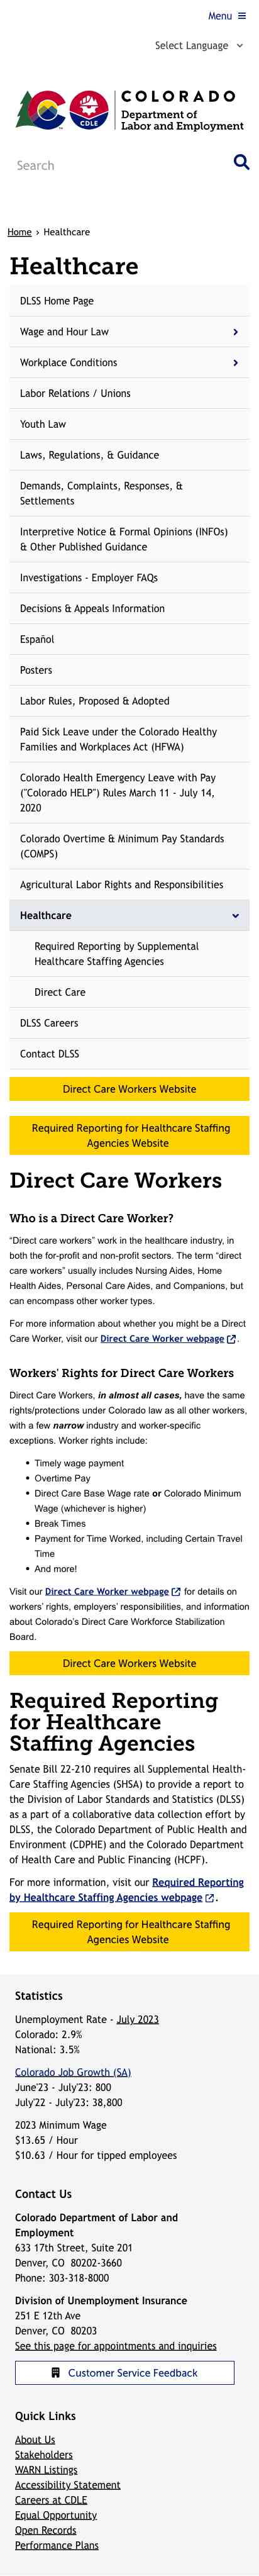 Menu
Select Language
COLORADO
Department of
Labor and Employment
CDLE
Search
Home › Healthcare
Healthcare
DLSS Home Page
Wage and Hour Law
Workplace Conditions
Labor Relations / Unions
Youth Law
Laws, Regulations, & Guidance
Demands, Complaints, Responses, &
Settlements
Interpretive Notice & Formal Opinions (INFOs)
& Other Published Guidance
Investigations - Employer FAQs
Decisions & Appeals Information
Español
Posters
Labor Rules, Proposed & Adopted
Paid Sick Leave under the Colorado Healthy
Families and Workplaces Act (HFWA)
Colorado Health Emergency Leave with Pay
("Colorado HELP") Rules March 11 - July 14,
2020
Colorado Overtime & Minimum Pay Standards
(COMPS)
Agricultural Labor Rights and Responsibilities
Healthcare
Required Reporting by Supplemental
Healthcare Staffing Agencies
Direct Care
DLSS Careers
Contact DLSS
Direct Care Workers Website
Required Reporting for Healthcare Staffing
Agencies Website
Direct Care Workers
Who is a Direct Care Worker?
“Direct care workers” work in the healthcare industry, in
both the for-profit and non-profit sectors. The term “direct
care workers” usually includes Nursing Aides, Home
Health Aides, Personal Care Aides, and Companions, but
can encompass other worker types.
For more information about whether you might be a Direct
Care Worker, visit our Direct Care Worker webpage.
Workers' Rights for Direct Care Workers
Direct Care Workers, in almost all cases, have the same
rights/protections under Colorado law as all other workers,
with a few narrow industry and worker-specific
exceptions. Worker rights include:
• Timely wage payment
• Overtime Pay
• Direct Care Base Wage rate or Colorado Minimum
Wage (whichever is higher)
• Break Times
• Payment for Time Worked, including Certain Travel
Time
• And more!
Visit our Direct Care Worker webpage for details on
workers’ rights, employers’ responsibilities, and information
about Colorado’s Direct Care Workforce Stabilization
Board.
Direct Care Workers Website
Required Reporting
for Healthcare
Staffing Agencies
Senate Bill 22-210 requires all Supplemental Health-
Care Staffing Agencies (SHSA) to provide a report to
the Division of Labor Standards and Statistics (DLSS)
as a part of a collaborative data collection effort by
DLSS, the Colorado Department of Public Health and
Environment (CDPHE) and the Colorado Department
of Health Care and Public Financing (HCPF).
For more information, visit our Required Reporting
by Healthcare Staffing Agencies webpage.
Required Reporting for Healthcare Staffing
Agencies Website
Statistics
Unemployment Rate - July 2023
Colorado: 2.9%
National: 3.5%
Colorado Job Growth (SA)
June'23 - July'23: 800
July'22 - July'23: 38,800
2023 Minimum Wage
$13.65 / Hour
$10.63 / Hour for tipped employees
Contact Us
Colorado Department of Labor and
Employment
633 17th Street, Suite 201
Denver, CO 80202-3660
Phone: 303-318-8000
Division of Unemployment Insurance
251 E 12th Ave
Denver, CO 80203
See this page for appointments and inquiries
Customer Service Feedback
Quick Links
About Us
Stakeholders
WARN Listings
Accessibility Statement
Careers at CDLE
Equal Opportunity
Open Records
Performance Plans